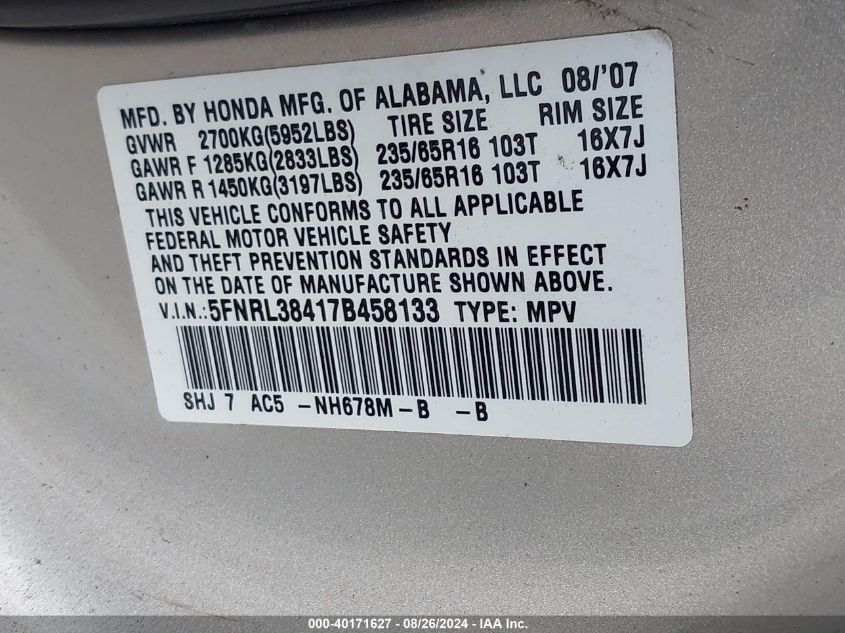 MFD. BY HONDA MFG. OF ALABAMA, LLC 08/'07
GVWR 2700KG(5952LBS) TIRE SIZE RIM SIZE
GAWR F 1285KG(2833LBS) 235/65R16 103T 16X7J
GAWR R 1450KG(3197LBS) 235/65R16 103T 16X7J
THIS VEHICLE CONFORMS TO ALL APPLICABLE
FEDERAL MOTOR VEHICLE SAFETY
AND THEFT PREVENTION STANDARDS IN EFFECT
ON THE DATE OF MANUFACTURE SHOWN ABOVE.
V.I.N.:5FNRL38417B458133 TYPE: MPV
SHJ 7 AC5 -NH678M-B -B
000-40171627 - 08/26/2024 - IAA Inc.